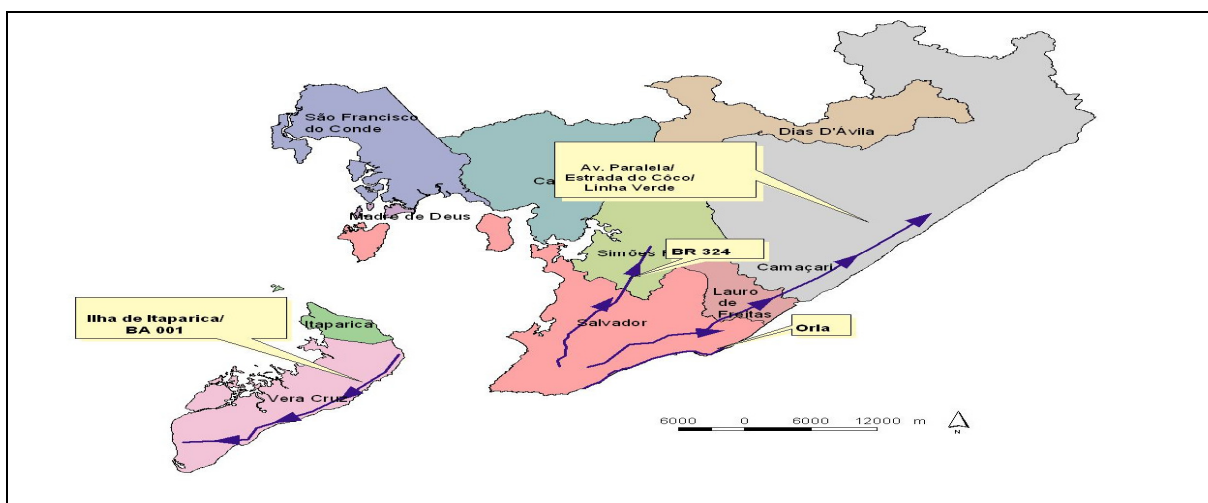 São Francisco
do Conde
Dias D'Ávila
Av. Paralela/
Estrada do Côco/
Linha Verde
Madre de Deus
BR 324
Camaçari
Lauro
de
Freitas
Ilha de Itaparica/
BA 001
Itaparica
Salvador
Orla
Vera Cruz
6000 0 6000 12000 m
N